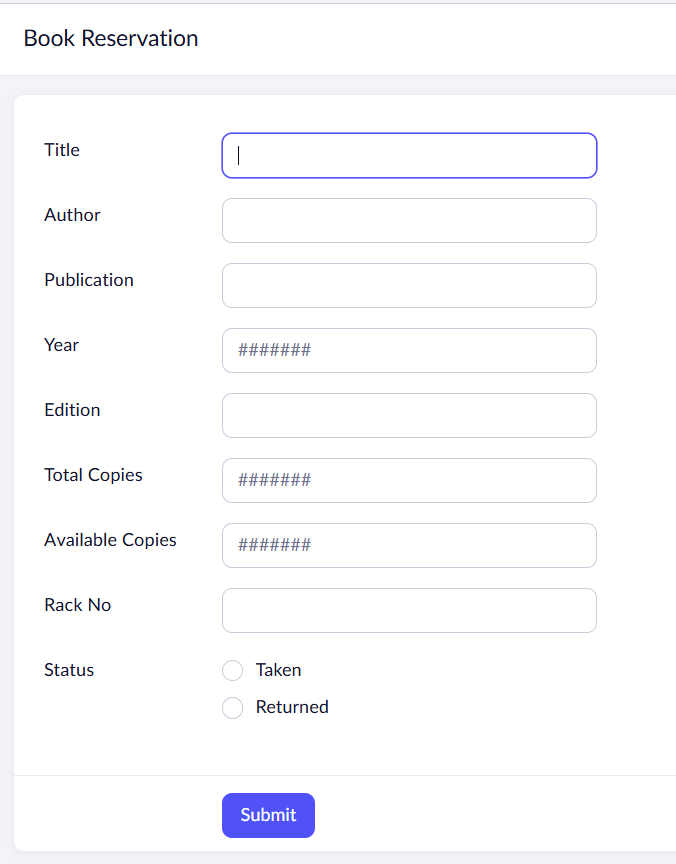 Book Reservation
Title
Author
Publication
Year
#######
Edition
Total Copies
#######
Available Copies
#######
Rack No
Status
Taken
Returned
Submit